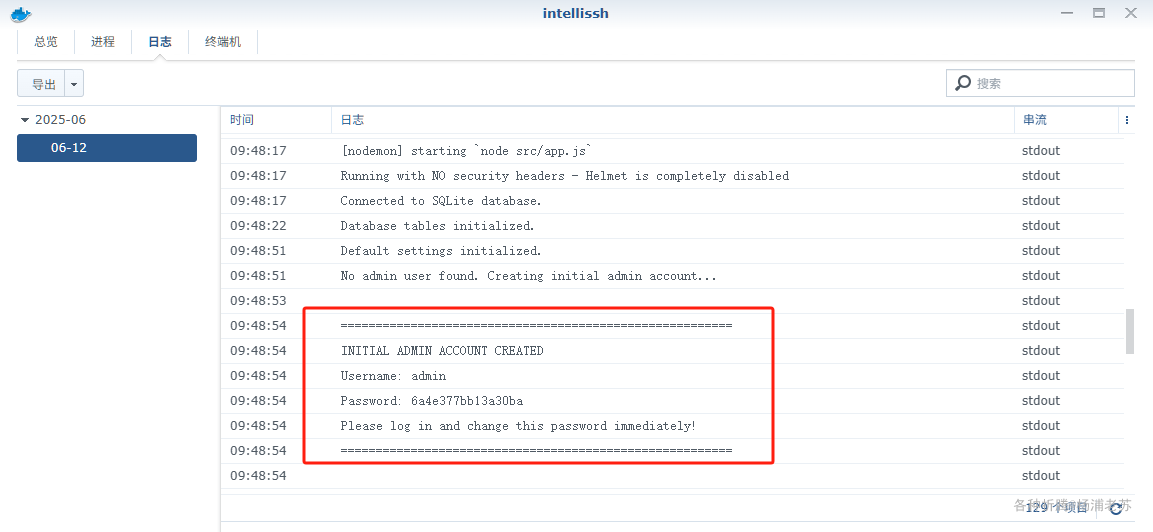 intellissh
总览 进程 日志 终端机
导出 搜索
2025-06
06-12
时间 日志 串流
09:48:17 [nodemon] starting `node src/app.js` stdout
09:48:17 Running with NO security headers - Helmet is completely disabled stdout
09:48:17 Connected to SQLite database. stdout
09:48:22 Database tables initialized. stdout
09:48:51 Default settings initialized. stdout
09:48:51 No admin user found. Creating initial admin account... stdout
09:48:53 stdout
09:48:54 ======================================================== stdout
09:48:54 INITIAL ADMIN ACCOUNT CREATED stdout
09:48:54 Username: admin stdout
09:48:54 Password: 6a4e377bb13a30ba stdout
09:48:54 Please log in and change this password immediately! stdout
09:48:54 ======================================================== stdout
09:48:54 stdout
129 个项目
各种折腾@杨浦老苏